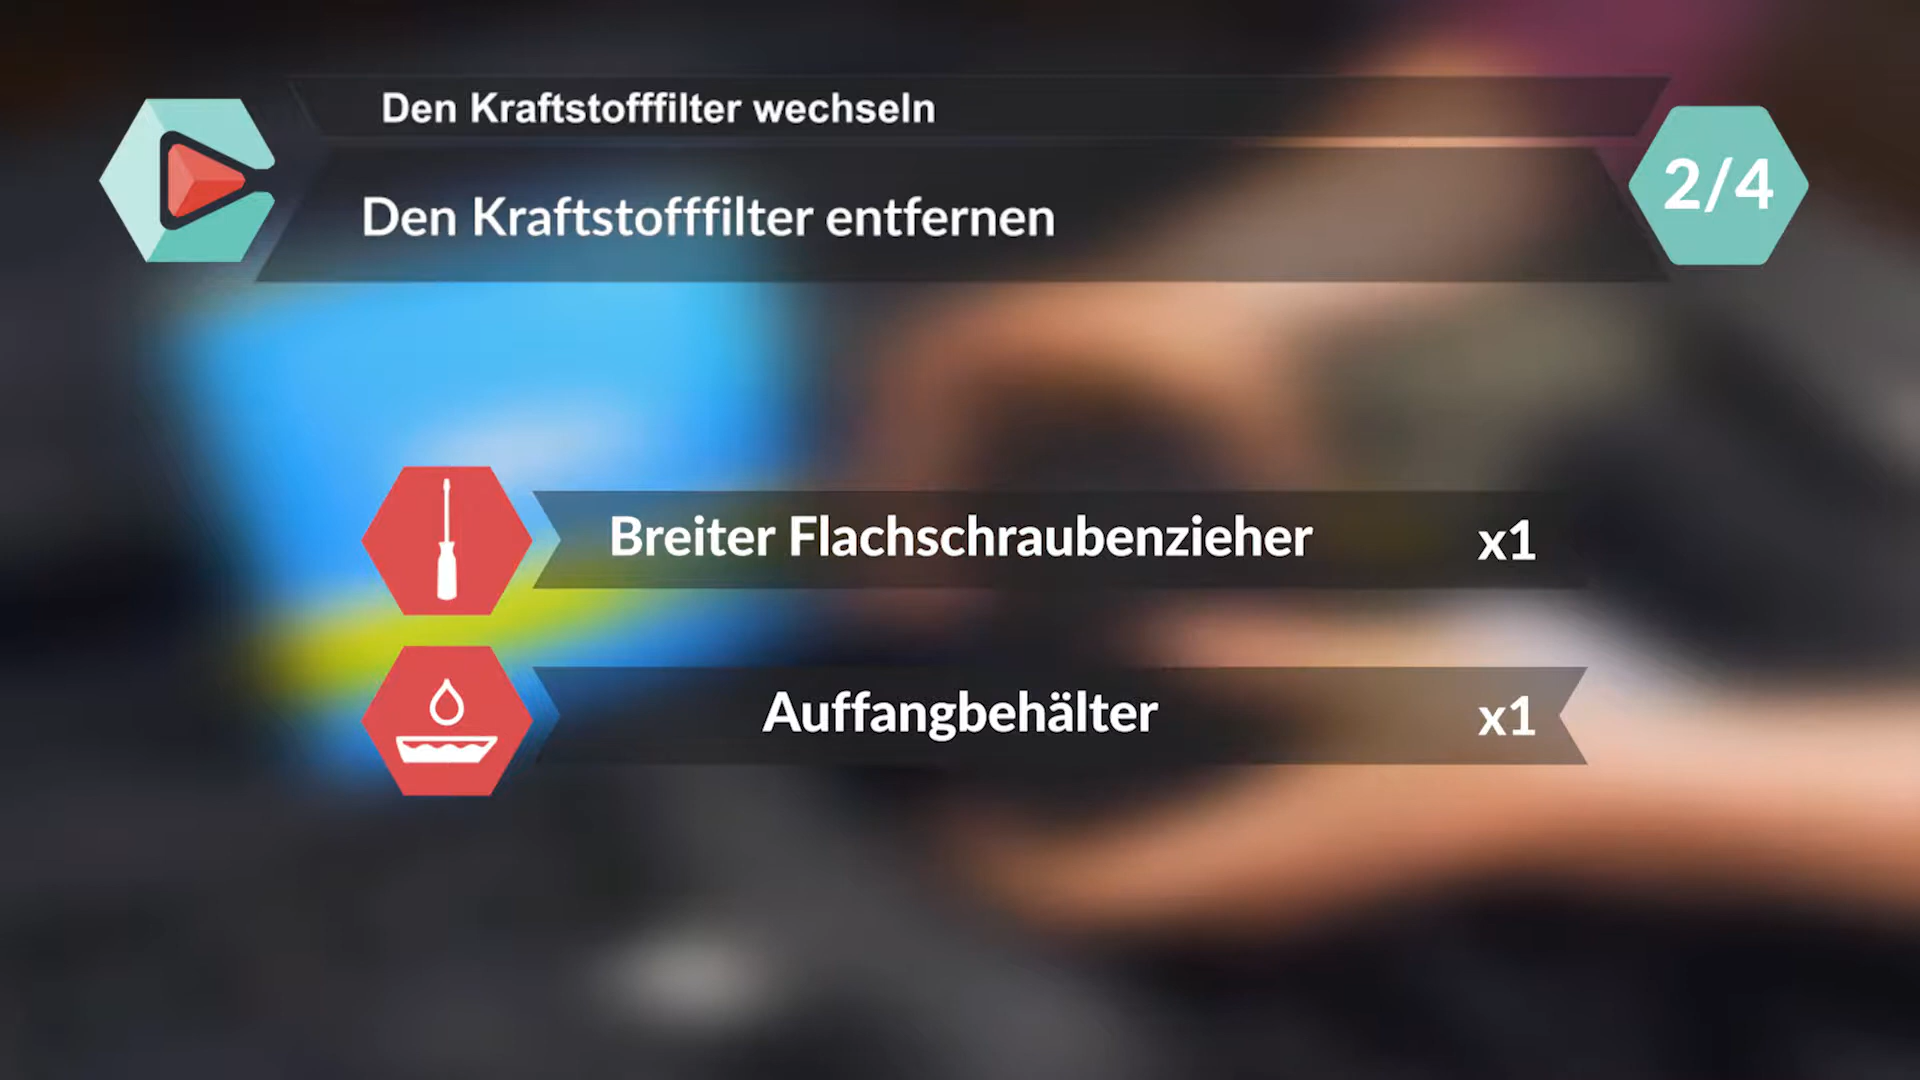 Den Kraftstofffilter wechseln
Den Kraftstofffilter entfernen
2/4
Breiter Flachschraubenzieher x1
Auffangbehälter x1